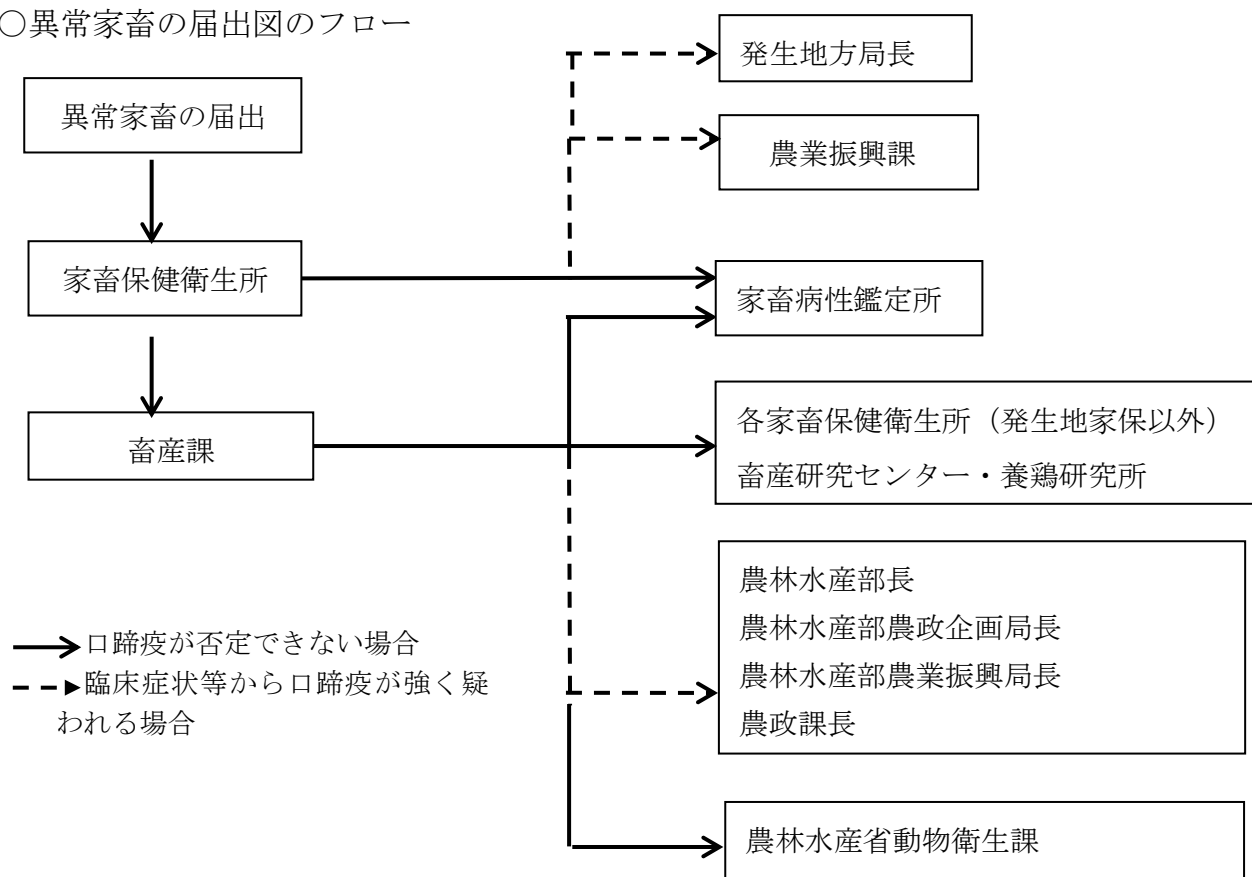 ○異常家畜の届出図のフロー
異常家畜の届出
家畜保健衛生所
畜産課
発生地方局長
農業振興課
家畜病性鑑定所
各家畜保健衛生所（発生地家保以外）
畜産研究センター・養鶏研究所
農林水産部長
農林水産部農政企画局長
農林水産部農業振興局長
農政課長
農林水産省動物衛生課
口蹄疫が否定できない場合
臨床症状等から口蹄疫が強く疑
われる場合